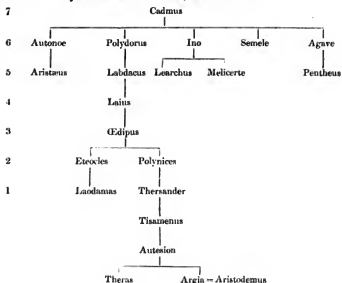 7 Cadmus
6 Autonoe Polydorus Ino Semele Agave
5 Aristæus Labdacus Learchus Melicerte Pentheus
4 Laius
3 Œdipus
2 Eteocles Polynices
1 Laodamas Thersander
Tisamenus
Autesion
Theras Argia = Aristodemus